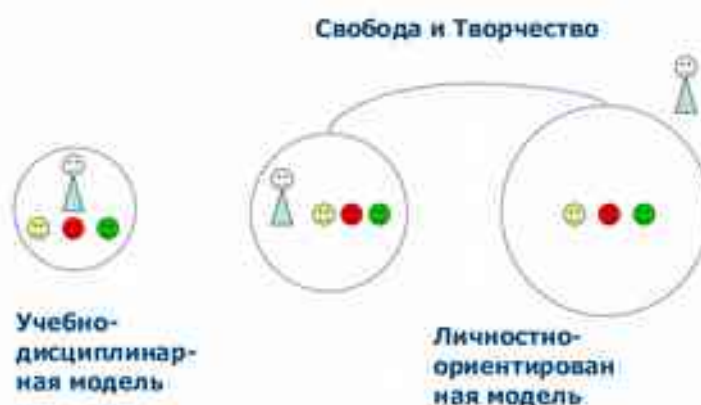 Свобода и Творчество
Учебно-
дисциплинар-
ная модель
Личностно-
ориентирован
ная модель